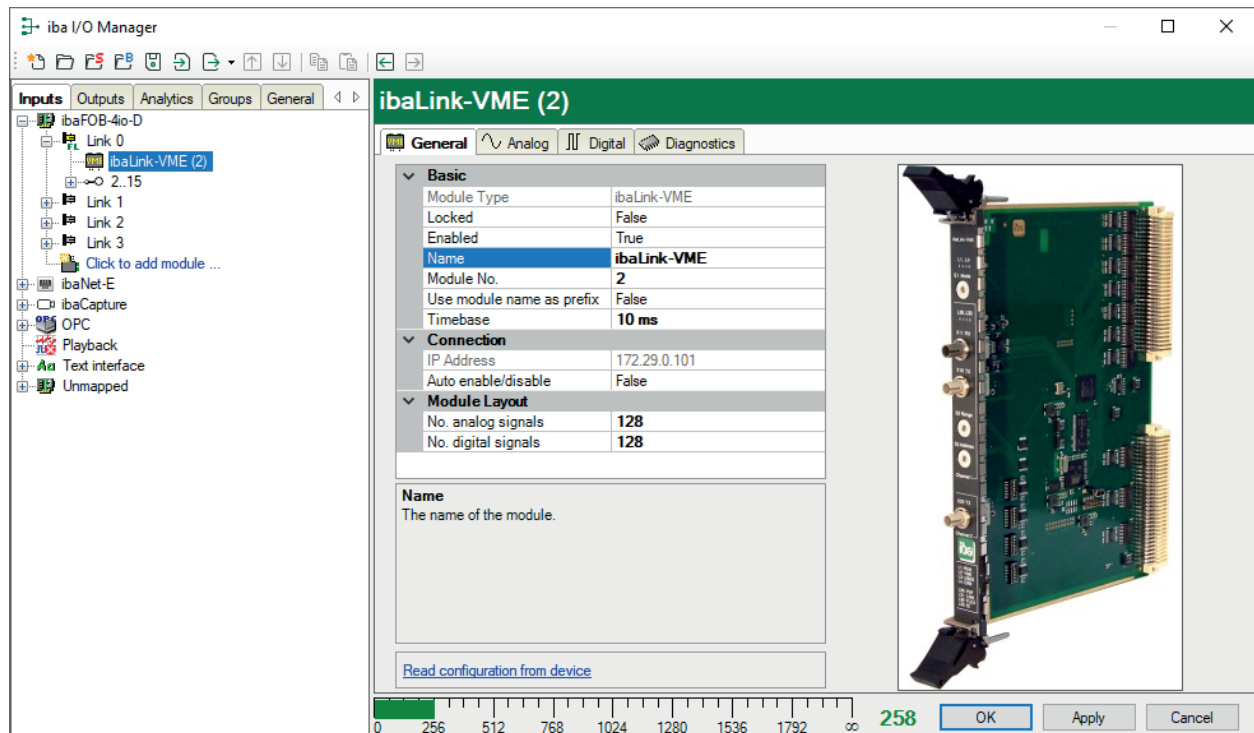 iba I/O Manager
Inputs Outputs Analytics Groups General
ibaFOB-4io-D
Link 0
FL
ibaLink-VME (2)
2..15
Link 1
Link 2
Link 3
Click to add module ...
ibaNet-E
ibaCapture
OPC
Playback
Text interface
Unmapped
ibaLink-VME (2)
General Analog Digital Diagnostics
Basic
Module Type ibaLink-VME
Locked False
Enabled True
Name ibaLink-VME
Module No. 2
Use module name as prefix False
Timebase 10 ms
Connection
IP Address 172.29.0.101
Auto enable/disable False
Module Layout
No. analog signals 128
No. digital signals 128
Name
The name of the module.
Read configuration from device
iba
0 256 512 768 1024 1280 1536 1792 ∞
258
OK Apply Cancel